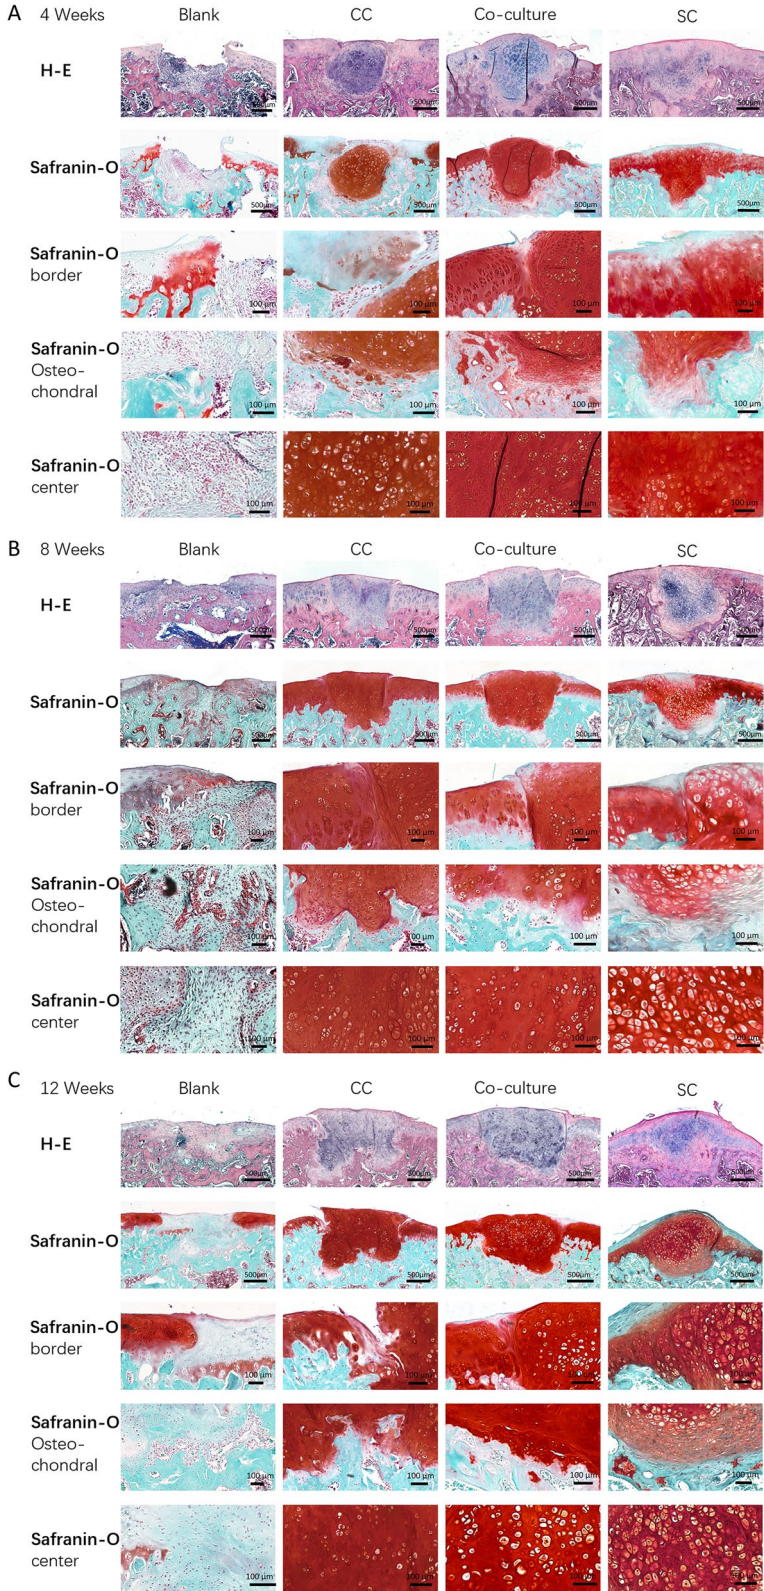 A 4 Weeks Blank CC Co-culture SC
H-E
500μm 500μm 500μm 500μm
Safranin-O
500μm 500μm 500μm 500μm
Safranin-O
border
100 μm 100 μm 100 μm 100 μm
Safranin-O
Osteo-
chondral
100 μm 100 μm 100 μm 100 μm
Safranin-O
center
100 μm 100 μm 100 μm 100 μm
B 8 Weeks Blank CC Co-culture SC
H-E
500μm 500μm 500μm 500μm
Safranin-O
500μm 500μm 500μm 500μm
Safranin-O
border
100 μm 100 μm 100 μm 100 μm
Safranin-O
Osteo-
chondral
100 μm 100 μm 100 μm 100 μm
Safranin-O
center
100 μm 100 μm 100 μm 100 μm
C 12 Weeks Blank CC Co-culture SC
H-E
500μm 500μm 500μm 500μm
Safranin-O
500μm 500μm 500μm 500μm
Safranin-O
border
100 μm 100 μm 100 μm 100 μm
Safranin-O
Osteo-
chondral
100 μm 100 μm 100 μm 100 μm
Safranin-O
center
100 μm 100 μm 100 μm